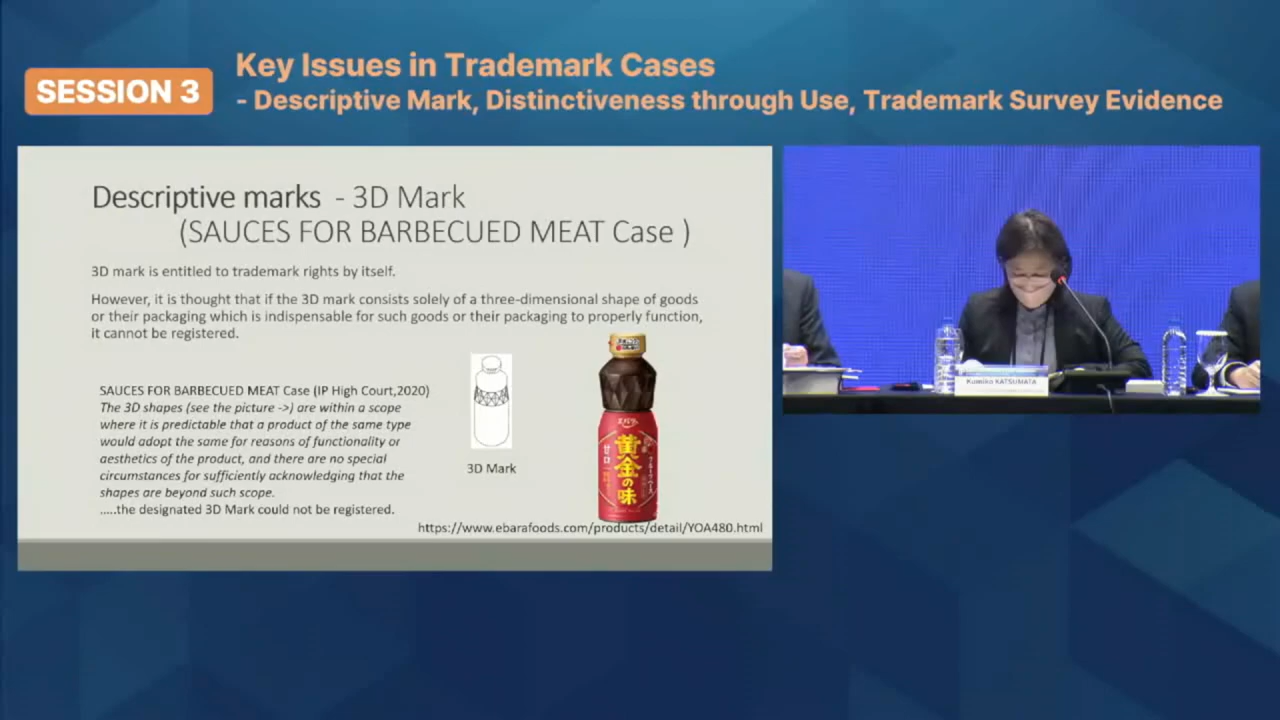 SESSION 3
Key Issues in Trademark Cases
- Descriptive Mark, Distinctiveness through Use, Trademark Survey Evidence
Descriptive marks - 3D Mark
(SAUCES FOR BARBECUED MEAT Case )
3D mark is entitled to trademark rights by itself.
However, it is thought that if the 3D mark consists solely of a three-dimensional shape of goods
or their packaging which is indispensable for such goods or their packaging to properly function,
it cannot be registered.
SAUCES FOR BARBECUED MEAT Case (IP High Court,2020)
The 3D shapes (see the picture ->) are within a scope
where it is predictable that a product of the same type
would adopt the same for reasons of functionality or
aesthetics of the product, and there are no special
circumstances for sufficiently acknowledging that the
shapes are beyond such scope.
.....the designated 3D Mark could not be registered.
3D Mark
エバラ
黄金の味
甘口
https://www.ebarafoods.com/products/detail/YOA480.html
Kumiko KATSUMATA